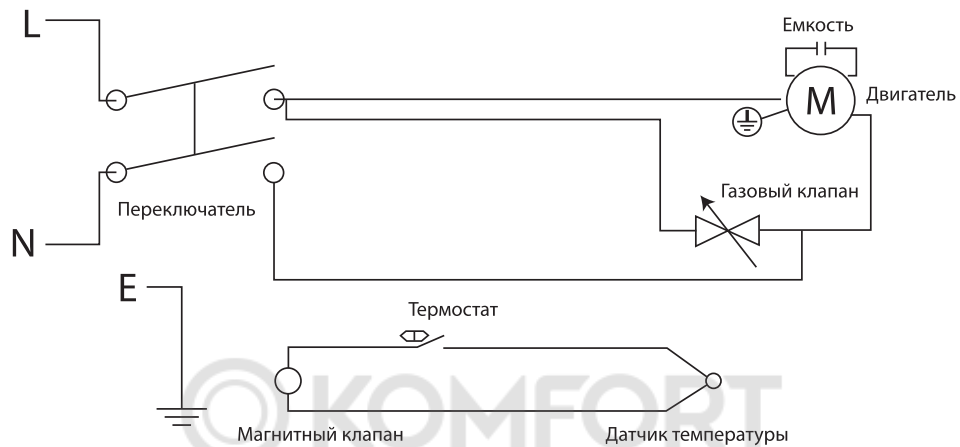 L
Емкость
M
Двигатель
Газовый клапан
Переключатель
N
E
Термостат
KOMFORT
Магнитный клапан
Датчик температуры